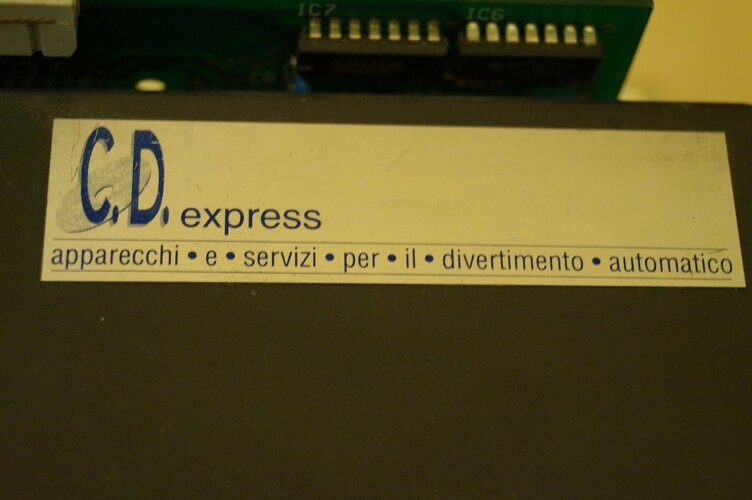 IC7 IC6
C.D. express
apparecchi • e • servizi • per • il • divertimento • automatico